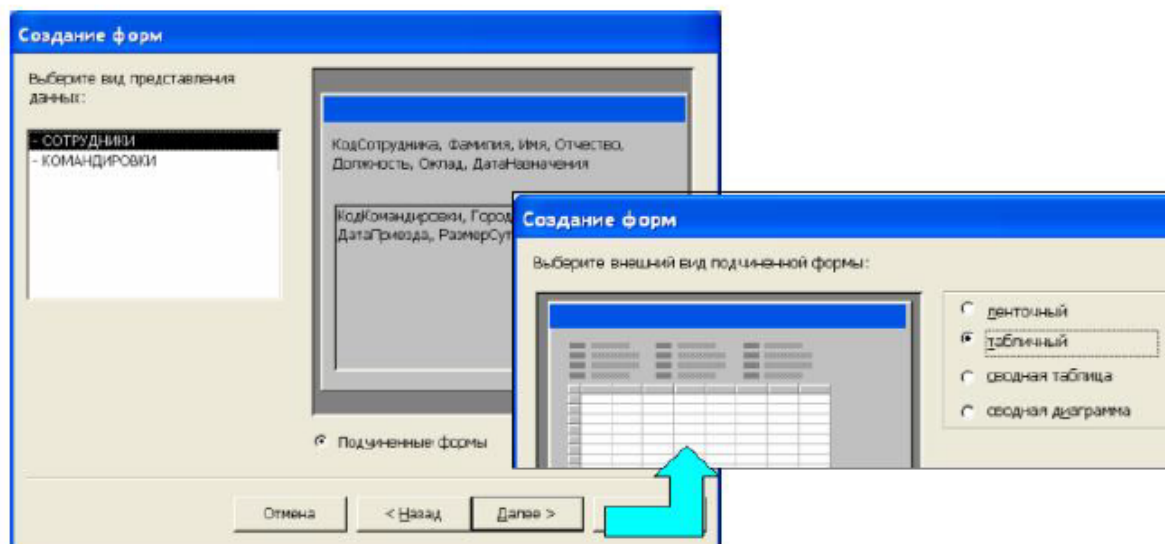 Создание форм
Выберите вид представления
данных:
- СОТРУДНИКИ
- КОМАНДИРОВКИ
КодСотрудника, Фамилия, Имя, Отчество,
Должность, Оклад, ДатаНазначения
КодКомандировки, Город
ДатаПриезда, РазмерСут
Подчиненные формы
Отмена
< Назад
Далее >
Создание форм
Выберите внешний вид подчиненной формы:
ленточный
табличный
сводная таблица
сводная диаграмма